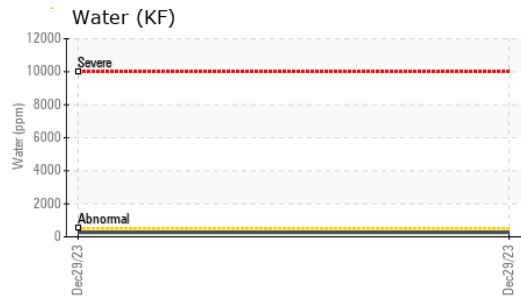 Water (KF)
12000
Severe
10000
8000
Water (ppm)
6000
4000
2000
Abnormal
0
Dec29/23
Dec29/23